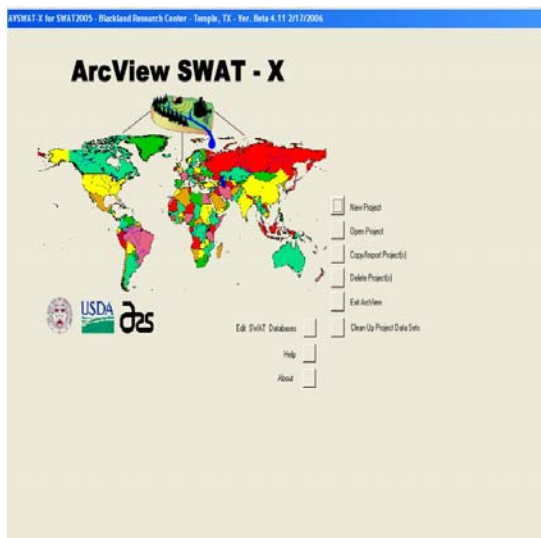 AVSWAT-X for SWAT2005 - Blackland Research Center - Temple, TX - Ver. Beta 4.11 2/17/2006
ArcView SWAT - X
New Project
Open Project
Copy/Import Project(s)
Delete Project(s)
Exit ArcView
USDA
ars
Edit SWAT Databases
Clean Up Project Data Sets
Help
About